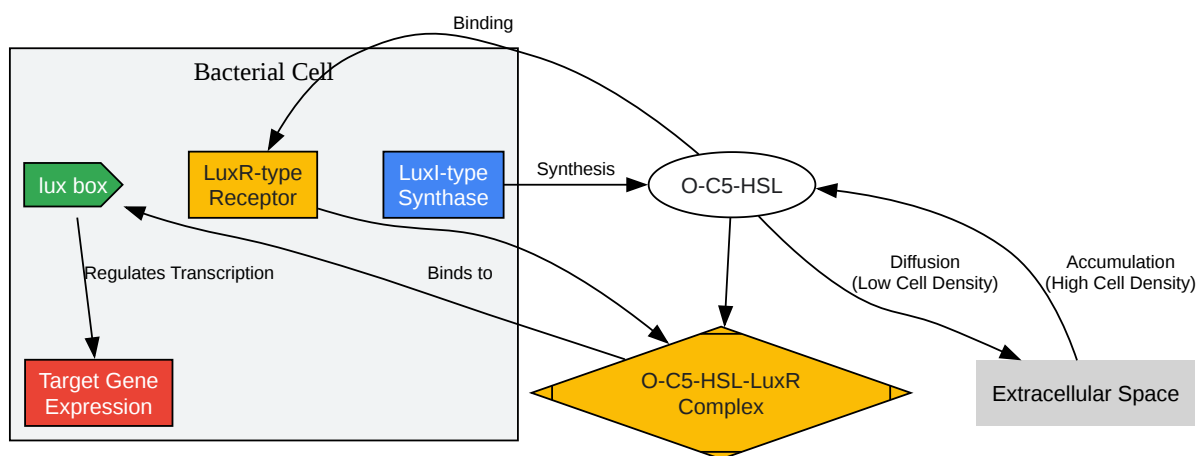 Binding
Bacterial Cell
lux box
LuxR-type
Receptor
LuxI-type
Synthase
Synthesis
O-C5-HSL
Regulates Transcription
Binds to
Diffusion
(Low Cell Density)
Accumulation
(High Cell Density)
Target Gene
Expression
O-C5-HSL-LuxR
Complex
Extracellular Space